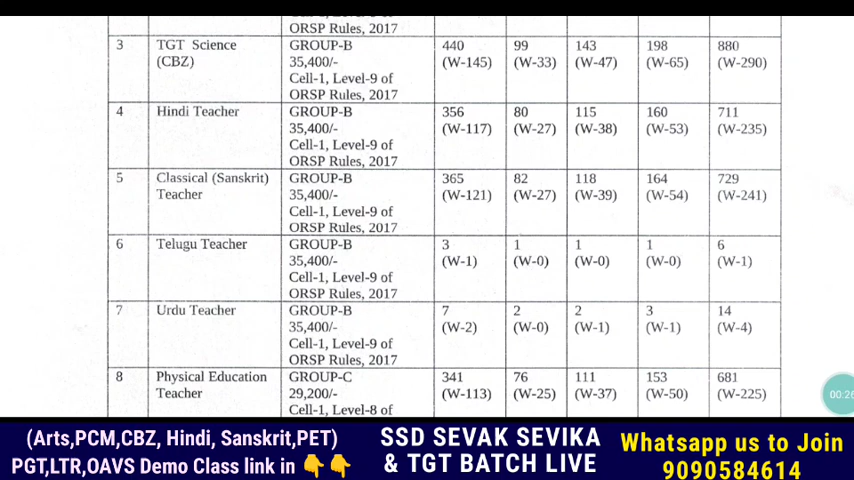 ORSP Rules, 2017
3 TGT Science GROUP-B 440 99 143 198 880
(CBZ) 35,400/- (W-145) (W-33) (W-47) (W-65) (W-290)
Cell-1, Level-9 of
ORSP Rules, 2017
4 Hindi Teacher GROUP-B 356 80 115 160 711
35,400/- (W-117) (W-27) (W-38) (W-53) (W-235)
Cell-1, Level-9 of
ORSP Rules, 2017
5 Classical (Sanskrit) GROUP-B 365 82 118 164 729
Teacher 35,400/- (W-121) (W-27) (W-39) (W-54) (W-241)
Cell-1, Level-9 of
ORSP Rules, 2017
6 Telugu Teacher GROUP-B 3 1 1 1 6
35,400/- (W-1) (W-0) (W-0) (W-0) (W-1)
Cell-1, Level-9 of
ORSP Rules, 2017
7 Urdu Teacher GROUP-B 7 2 2 3 14
35,400/- (W-2) (W-0) (W-1) (W-1) (W-4)
Cell-1, Level-9 of
ORSP Rules, 2017
8 Physical Education GROUP-C 341 76 111 153 681
Teacher 29,200/- (W-113) (W-25) (W-37) (W-50) (W-225)
Cell-1, Level-8 of
00:26
(Arts,PCM,CBZ, Hindi, Sanskrit,PET)
PGT,LTR,OAVS Demo Class link in 👇👇
SSD SEVAK SEVIKA
& TGT BATCH LIVE
Whatsapp us to Join
9090584614